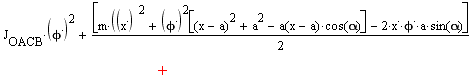 J_OACB·(φ˙)² + [m·((x˙)² + (φ˙)²[(x−a)² + a² − a(x−a)·cos(α)] − 2·x˙·φ˙·a·sin(α)]
2
+